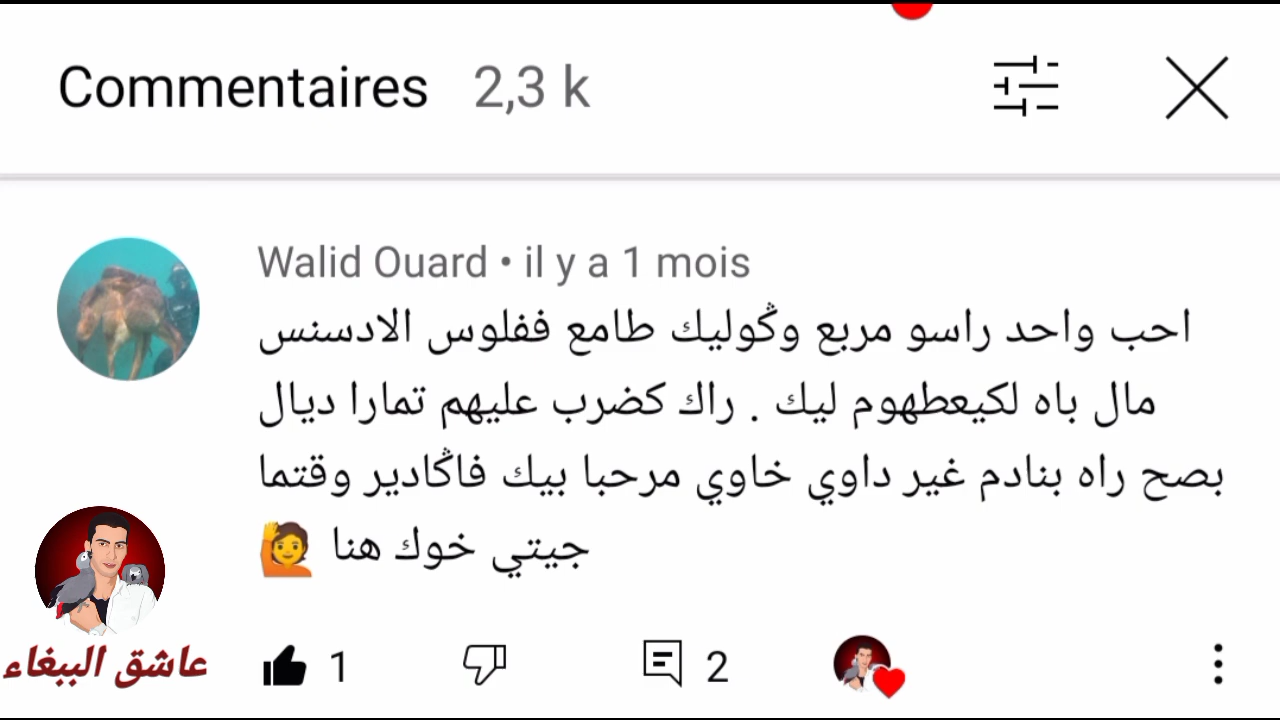 Commentaires 2,3 k
Walid Ouard • il y a 1 mois
احب واحد راسو مربع وڭوليك طامع ففلوس الادسنس
مال باه لكيعطهوم ليك . راك كضرب عليهم تمارا ديال
بصح راه بنادم غير داوي خاوي مرحبا بيك فاڭادير وقتما
جيتي خوك هنا 🙋
عاشق الببغاء
1
2